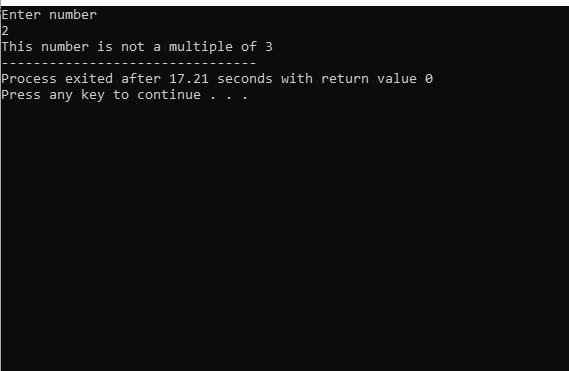 Enter number
2
This number is not a multiple of 3
--------------------------------
Process exited after 17.21 seconds with return value 0
Press any key to continue . . .